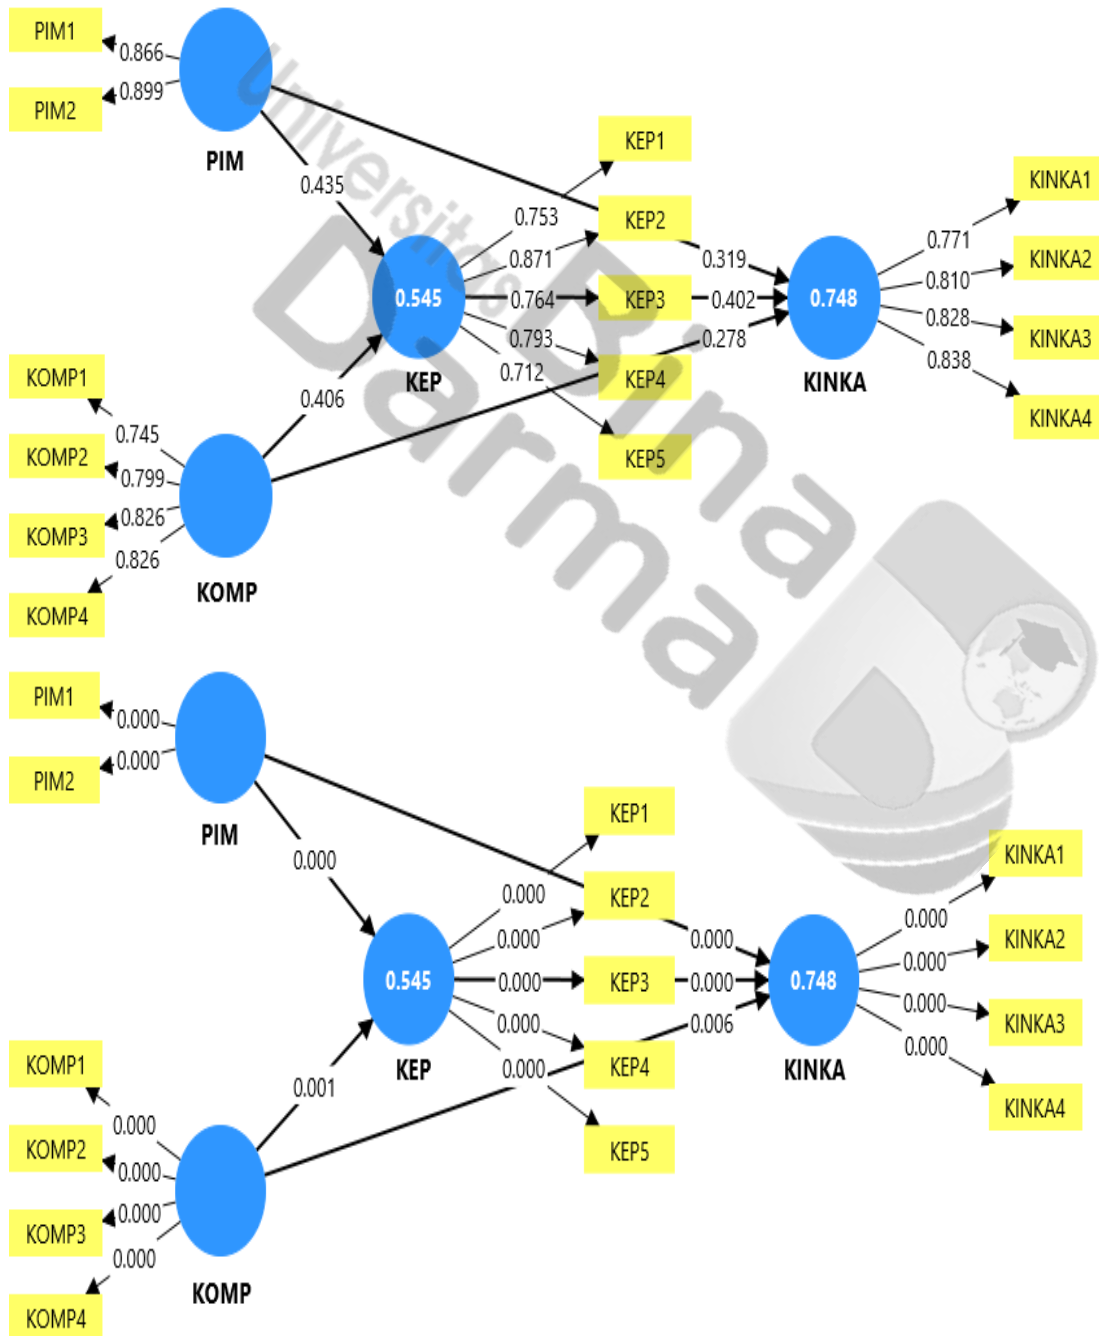 PIM1
0.866
0.899
PIM2
PIM
0.435
KEP1
0.753
KEP2
0.871
0.319
0.545
0.764
KEP3
0.402
0.748
0.793
0.278
0.712
KEP4
KEP
KINKA
KEP5
KINKA1
0.771
KINKA2
0.810
0.828
KINKA3
0.838
KINKA4
0.406
KOMP1
0.745
KOMP2
0.799
0.826
KOMP3
0.826
KOMP4
KOMP
Universitas
Bina
Darma
PIM1
0.000
0.000
PIM2
PIM
0.000
KEP1
0.000
KEP2
0.000
0.000
0.545
0.000
KEP3
0.000
0.748
0.000
0.006
0.000
KEP4
KEP
KINKA
KEP5
KINKA1
0.000
KINKA2
0.000
0.000
KINKA3
0.000
KINKA4
0.001
KOMP1
0.000
KOMP2
0.000
0.000
KOMP3
0.000
KOMP4
KOMP